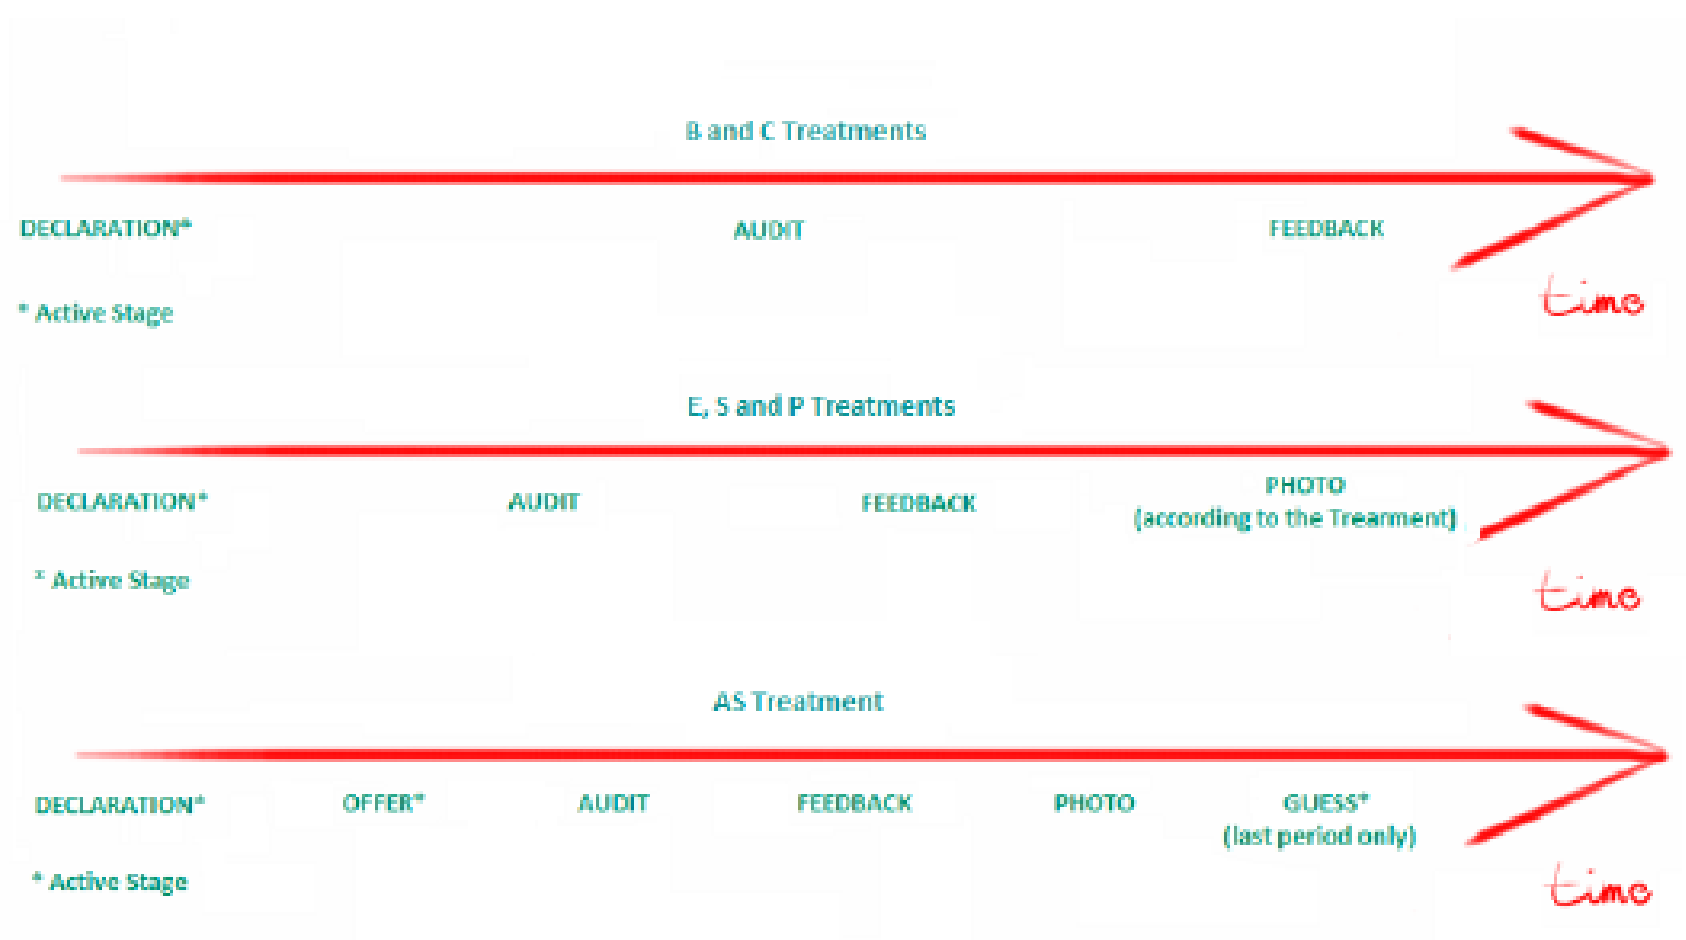 B and C Treatments
DECLARATION* AUDIT FEEDBACK
* Active Stage
time
E, S and P Treatments
DECLARATION* AUDIT FEEDBACK PHOTO
(according to the Trearment)
* Active Stage
time
AS Treatment
DECLARATION* OFFER* AUDIT FEEDBACK PHOTO GUESS*
(last period only)
* Active Stage
time